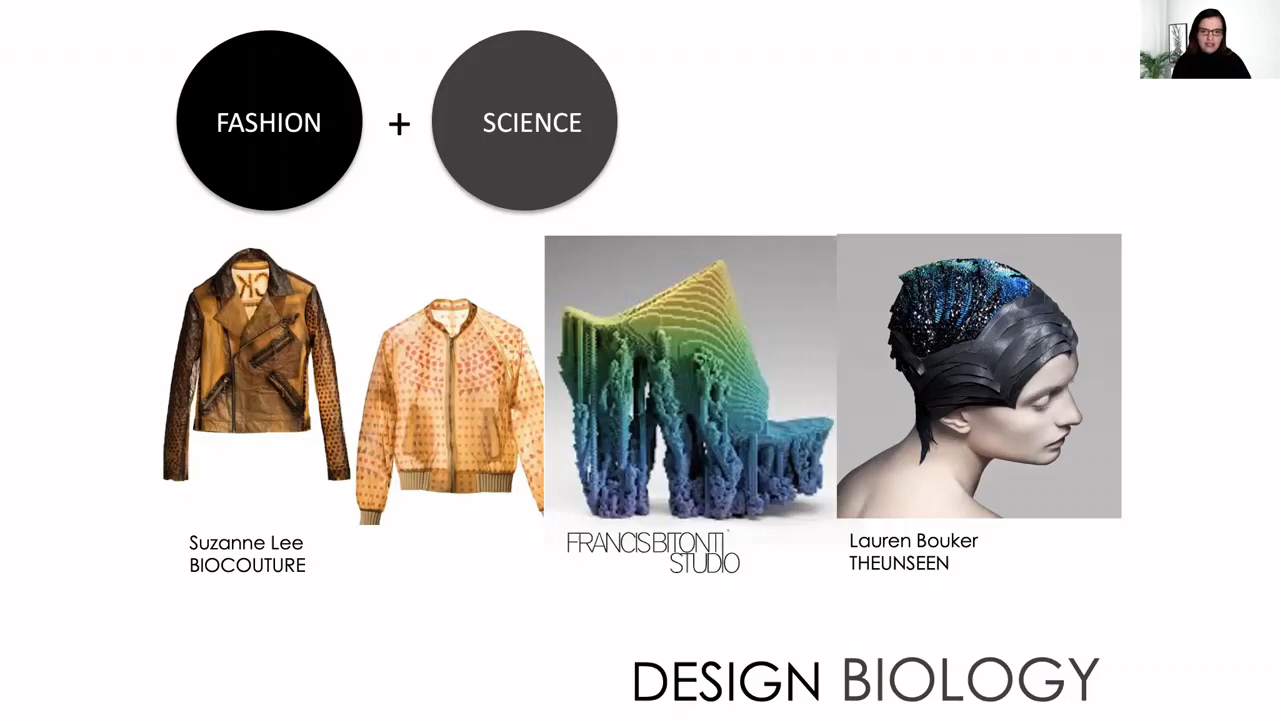 FASHION
+
SCIENCE
Suzanne Lee
BIOCOUTURE
FRANCIS BITONTI
STUDIO
Lauren Bouker
THEUNSEEN
DESIGN BIOLOGY